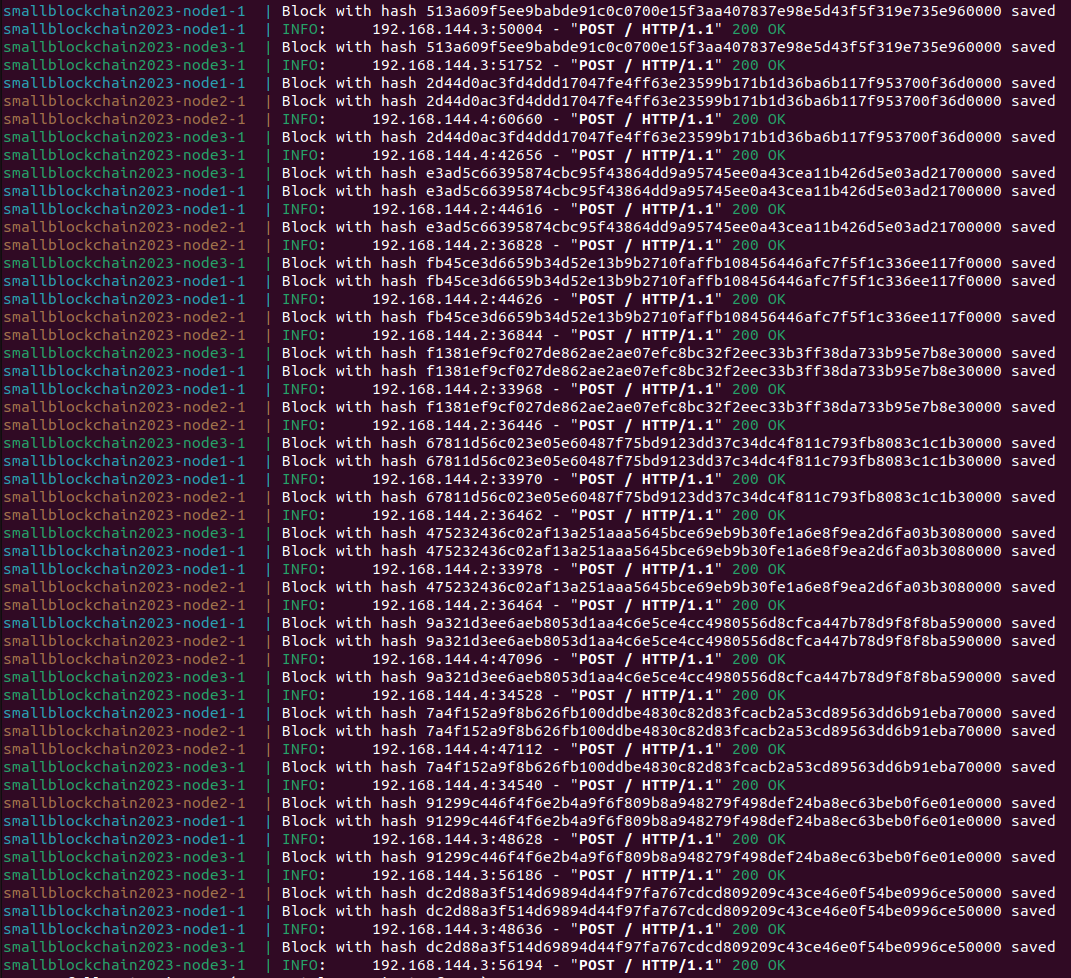 smallblockchain2023-node1-1  | Block with hash 513a609f5ee9babde91c0c0700e15f3aa407837e98e5d43f5f319e735e960000 saved
smallblockchain2023-node1-1  | INFO:     192.168.144.3:50004 - "POST / HTTP/1.1" 200 OK
smallblockchain2023-node3-1  | Block with hash 513a609f5ee9babde91c0c0700e15f3aa407837e98e5d43f5f319e735e960000 saved
smallblockchain2023-node3-1  | INFO:     192.168.144.3:51752 - "POST / HTTP/1.1" 200 OK
smallblockchain2023-node1-1  | Block with hash 2d44d0ac3fd4ddd17047fe4ff63e23599b171b1d36ba6b117f953700f36d0000 saved
smallblockchain2023-node2-1  | Block with hash 2d44d0ac3fd4ddd17047fe4ff63e23599b171b1d36ba6b117f953700f36d0000 saved
smallblockchain2023-node2-1  | INFO:     192.168.144.4:60660 - "POST / HTTP/1.1" 200 OK
smallblockchain2023-node3-1  | Block with hash 2d44d0ac3fd4ddd17047fe4ff63e23599b171b1d36ba6b117f953700f36d0000 saved
smallblockchain2023-node3-1  | INFO:     192.168.144.4:42656 - "POST / HTTP/1.1" 200 OK
smallblockchain2023-node3-1  | Block with hash e3ad5c66395874cbc95f43864dd9a95745ee0a43cea11b426d5e03ad21700000 saved
smallblockchain2023-node1-1  | Block with hash e3ad5c66395874cbc95f43864dd9a95745ee0a43cea11b426d5e03ad21700000 saved
smallblockchain2023-node1-1  | INFO:     192.168.144.2:44616 - "POST / HTTP/1.1" 200 OK
smallblockchain2023-node2-1  | Block with hash e3ad5c66395874cbc95f43864dd9a95745ee0a43cea11b426d5e03ad21700000 saved
smallblockchain2023-node2-1  | INFO:     192.168.144.2:36828 - "POST / HTTP/1.1" 200 OK
smallblockchain2023-node3-1  | Block with hash fb45ce3d6659b34d52e13b9b2710faffb108456446afc7f5f1c336ee117f0000 saved
smallblockchain2023-node1-1  | Block with hash fb45ce3d6659b34d52e13b9b2710faffb108456446afc7f5f1c336ee117f0000 saved
smallblockchain2023-node1-1  | INFO:     192.168.144.2:44626 - "POST / HTTP/1.1" 200 OK
smallblockchain2023-node2-1  | Block with hash fb45ce3d6659b34d52e13b9b2710faffb108456446afc7f5f1c336ee117f0000 saved
smallblockchain2023-node2-1  | INFO:     192.168.144.2:36844 - "POST / HTTP/1.1" 200 OK
smallblockchain2023-node3-1  | Block with hash f1381ef9cf027de862ae2ae07efc8bc32f2eec33b3ff38da733b95e7b8e30000 saved
smallblockchain2023-node1-1  | Block with hash f1381ef9cf027de862ae2ae07efc8bc32f2eec33b3ff38da733b95e7b8e30000 saved
smallblockchain2023-node1-1  | INFO:     192.168.144.2:33968 - "POST / HTTP/1.1" 200 OK
smallblockchain2023-node2-1  | Block with hash f1381ef9cf027de862ae2ae07efc8bc32f2eec33b3ff38da733b95e7b8e30000 saved
smallblockchain2023-node2-1  | INFO:     192.168.144.2:36446 - "POST / HTTP/1.1" 200 OK
smallblockchain2023-node3-1  | Block with hash 67811d56c023e05e60487f75bd9123dd37c34dc4f811c793fb8083c1c1b30000 saved
smallblockchain2023-node1-1  | Block with hash 67811d56c023e05e60487f75bd9123dd37c34dc4f811c793fb8083c1c1b30000 saved
smallblockchain2023-node1-1  | INFO:     192.168.144.2:33970 - "POST / HTTP/1.1" 200 OK
smallblockchain2023-node2-1  | Block with hash 67811d56c023e05e60487f75bd9123dd37c34dc4f811c793fb8083c1c1b30000 saved
smallblockchain2023-node2-1  | INFO:     192.168.144.2:36462 - "POST / HTTP/1.1" 200 OK
smallblockchain2023-node3-1  | Block with hash 475232436c02af13a251aaa5645bce69eb9b30fe1a6e8f9ea2d6fa03b3080000 saved
smallblockchain2023-node1-1  | Block with hash 475232436c02af13a251aaa5645bce69eb9b30fe1a6e8f9ea2d6fa03b3080000 saved
smallblockchain2023-node1-1  | INFO:     192.168.144.2:33978 - "POST / HTTP/1.1" 200 OK
smallblockchain2023-node2-1  | Block with hash 475232436c02af13a251aaa5645bce69eb9b30fe1a6e8f9ea2d6fa03b3080000 saved
smallblockchain2023-node2-1  | INFO:     192.168.144.2:36464 - "POST / HTTP/1.1" 200 OK
smallblockchain2023-node1-1  | Block with hash 9a321d3ee6aeb8053d1aa4c6e5ce4cc4980556d8cfca447b78d9f8f8ba590000 saved
smallblockchain2023-node2-1  | Block with hash 9a321d3ee6aeb8053d1aa4c6e5ce4cc4980556d8cfca447b78d9f8f8ba590000 saved
smallblockchain2023-node2-1  | INFO:     192.168.144.4:47096 - "POST / HTTP/1.1" 200 OK
smallblockchain2023-node3-1  | Block with hash 9a321d3ee6aeb8053d1aa4c6e5ce4cc4980556d8cfca447b78d9f8f8ba590000 saved
smallblockchain2023-node3-1  | INFO:     192.168.144.4:34528 - "POST / HTTP/1.1" 200 OK
smallblockchain2023-node1-1  | Block with hash 7a4f152a9f8b626fb100ddbe4830c82d83fcacb2a53cd89563dd6b91eba70000 saved
smallblockchain2023-node2-1  | Block with hash 7a4f152a9f8b626fb100ddbe4830c82d83fcacb2a53cd89563dd6b91eba70000 saved
smallblockchain2023-node2-1  | INFO:     192.168.144.4:47112 - "POST / HTTP/1.1" 200 OK
smallblockchain2023-node3-1  | Block with hash 7a4f152a9f8b626fb100ddbe4830c82d83fcacb2a53cd89563dd6b91eba70000 saved
smallblockchain2023-node3-1  | INFO:     192.168.144.4:34540 - "POST / HTTP/1.1" 200 OK
smallblockchain2023-node2-1  | Block with hash 91299c446f4f6e2b4a9f6f809b8a948279f498def24ba8ec63beb0f6e01e0000 saved
smallblockchain2023-node1-1  | Block with hash 91299c446f4f6e2b4a9f6f809b8a948279f498def24ba8ec63beb0f6e01e0000 saved
smallblockchain2023-node1-1  | INFO:     192.168.144.3:48628 - "POST / HTTP/1.1" 200 OK
smallblockchain2023-node3-1  | Block with hash 91299c446f4f6e2b4a9f6f809b8a948279f498def24ba8ec63beb0f6e01e0000 saved
smallblockchain2023-node3-1  | INFO:     192.168.144.3:56186 - "POST / HTTP/1.1" 200 OK
smallblockchain2023-node2-1  | Block with hash dc2d88a3f514d69894d44f97fa767cdcd809209c43ce46e0f54be0996ce50000 saved
smallblockchain2023-node1-1  | Block with hash dc2d88a3f514d69894d44f97fa767cdcd809209c43ce46e0f54be0996ce50000 saved
smallblockchain2023-node1-1  | INFO:     192.168.144.3:48636 - "POST / HTTP/1.1" 200 OK
smallblockchain2023-node3-1  | Block with hash dc2d88a3f514d69894d44f97fa767cdcd809209c43ce46e0f54be0996ce50000 saved
smallblockchain2023-node3-1  | INFO:     192.168.144.3:56194 - "POST / HTTP/1.1" 200 OK